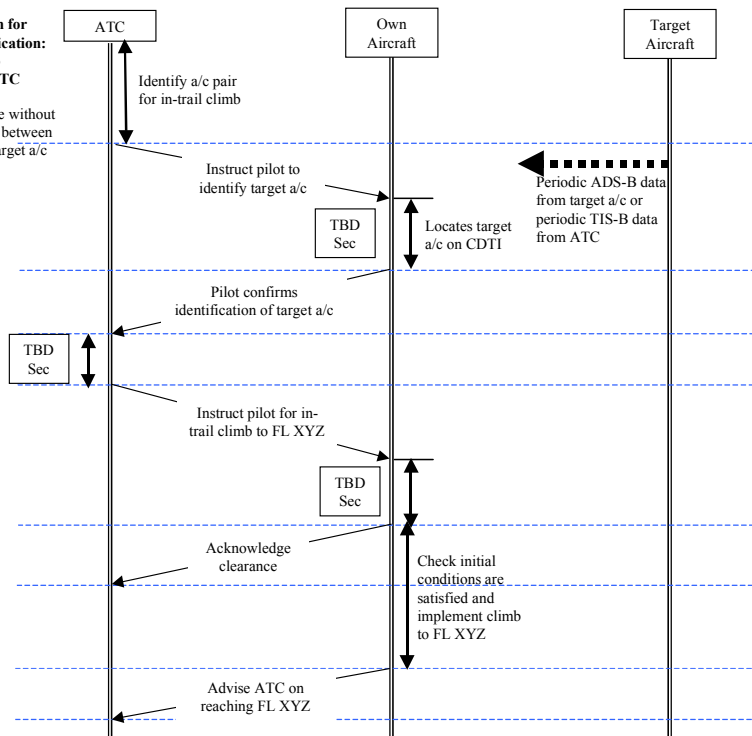 n for
ication:
TC
e without
between
arget a/c
ATC
Own
Aircraft
Target
Aircraft
Identify a/c pair
for in-trail climb
Instruct pilot to
identify target a/c
Periodic ADS-B data
from target a/c or
periodic TIS-B data
from ATC
TBD
Sec
Locates target
a/c on CDTI
Pilot confirms
identification of target a/c
TBD
Sec
Instruct pilot for in-
trail climb to FL XYZ
TBD
Sec
Acknowledge
clearance
Check initial
conditions are
satisfied and
implement climb
to FL XYZ
Advise ATC on
reaching FL XYZ